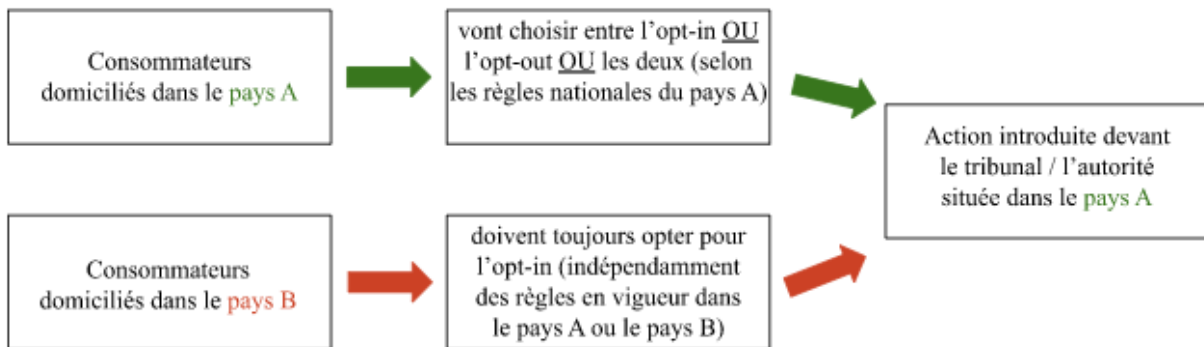 Consommateurs
domiciliés dans le pays A
vont choisir entre l'opt-in OU
l'opt-out OU les deux (selon
les règles nationales du pays A)
Action introduite devant
le tribunal / l'autorité
située dans le pays A
Consommateurs
domiciliés dans le pays B
doivent toujours opter pour
l'opt-in (indépendamment
des règles en vigueur dans
le pays A ou le pays B)